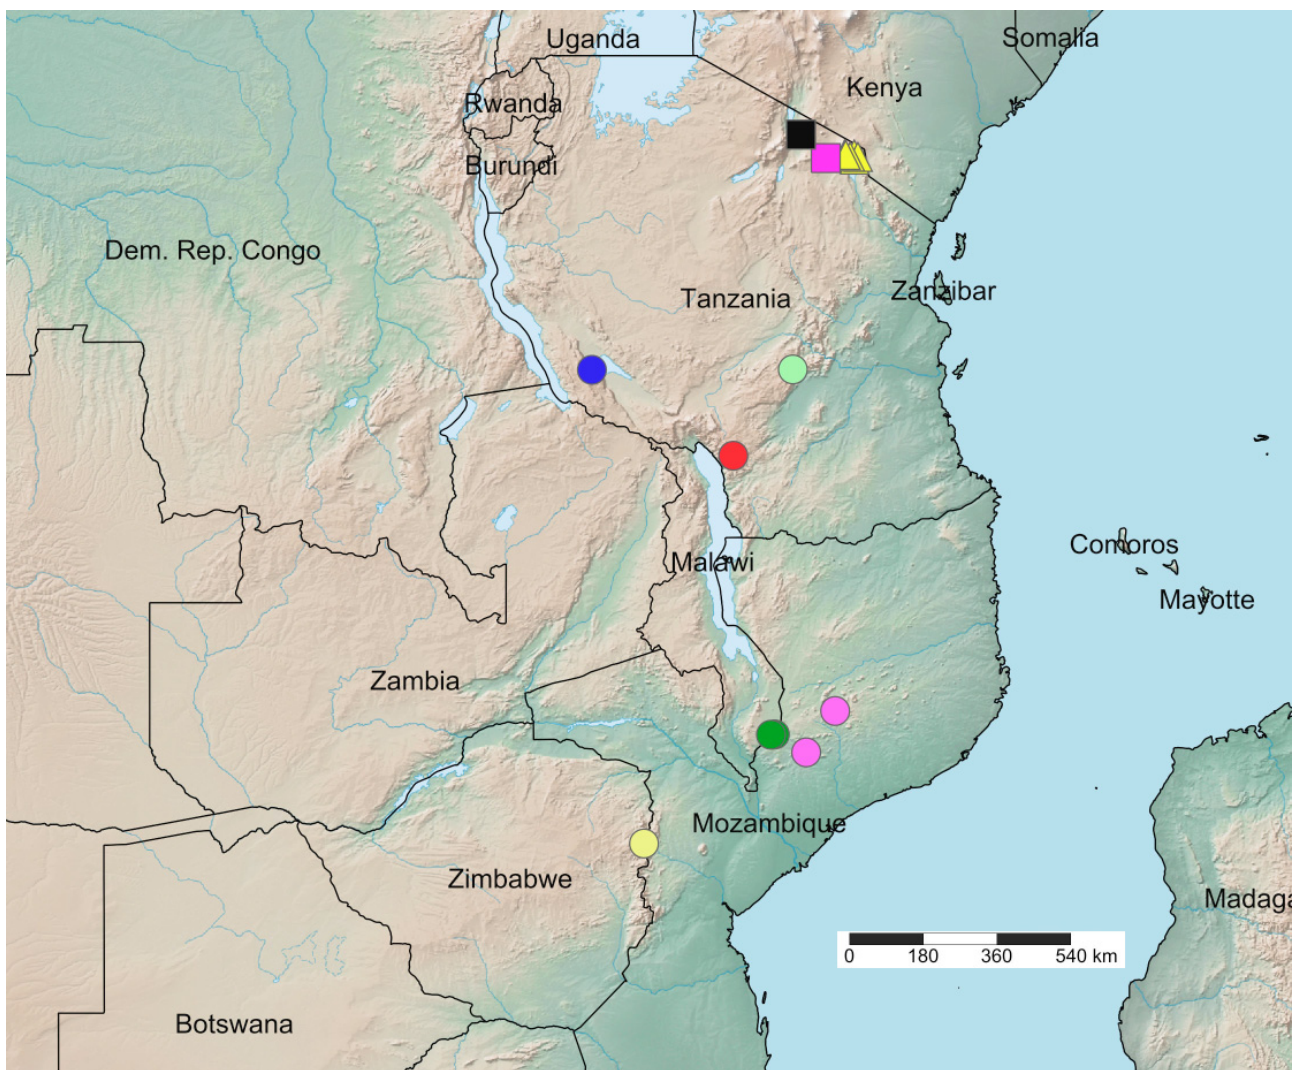 Uganda
Somalia
Kenya
Rwanda
Burundi
Dem. Rep. Congo
Tanzania
Zanzibar
Comoros
Malawi
Mayotte
Zambia
Mozambique
Zimbabwe
Madaga
0 180 360 540 km
Botswana